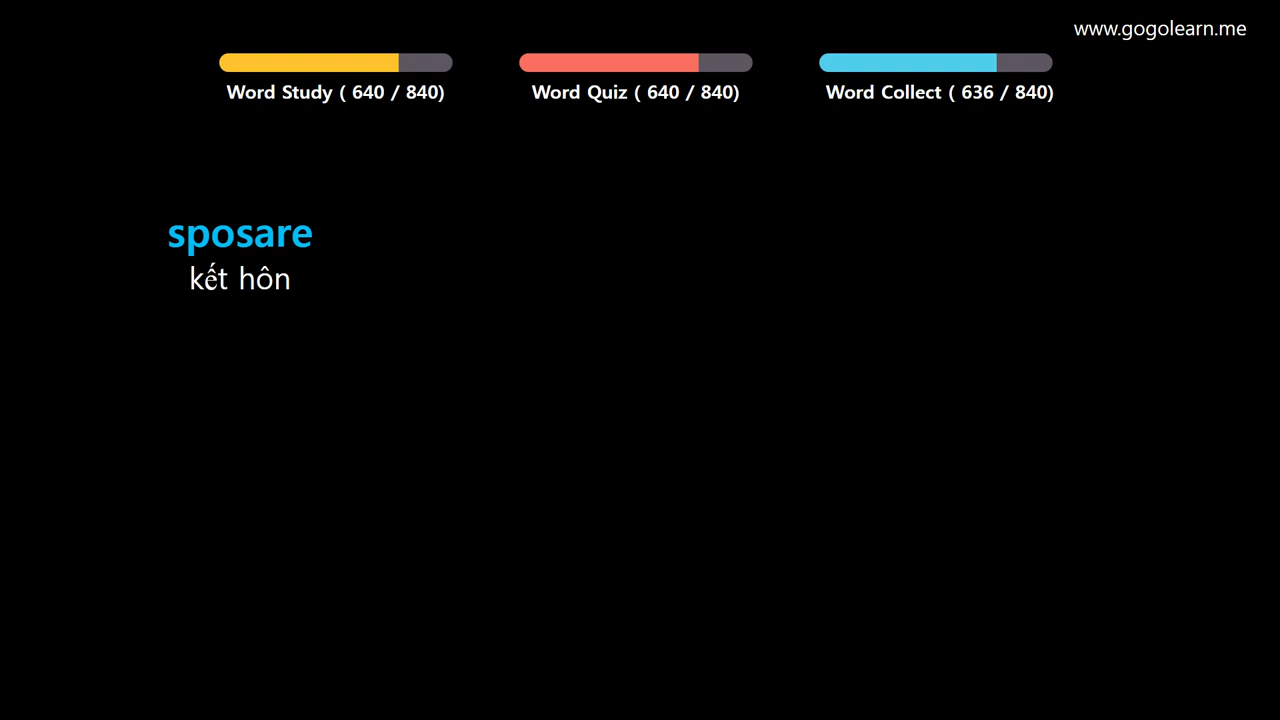 www.gogolearn.me
Word Study ( 640 / 840)
Word Quiz ( 640 / 840)
Word Collect ( 636 / 840)
sposare
kết hôn